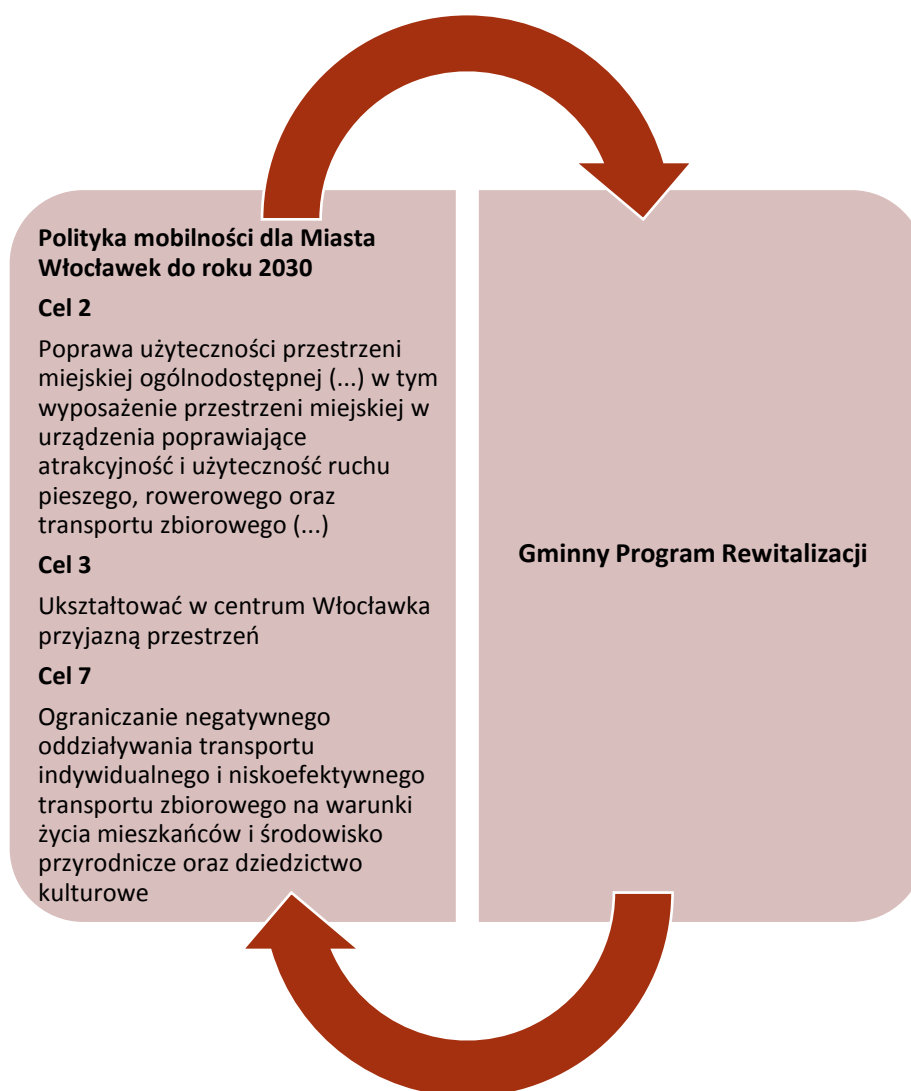 Polityka mobilności dla Miasta
Włocławek do roku 2030
Cel 2
Poprawa użyteczności przestrzeni
miejskiej ogólnodostępnej (...) w tym
wyposażenie przestrzeni miejskiej w
urządzenia poprawiające
atrakcyjność i użyteczność ruchu
pieszego, rowerowego oraz
transportu zbiorowego (...)
Cel 3
Ukształtować w centrum Włocławka
przyjazną przestrzeń
Cel 7
Ograniczanie negatywnego
oddziaływania transportu
indywidualnego i niskoefektywnego
transportu zbiorowego na warunki
życia mieszkańców i środowisko
przyrodnicze oraz dziedzictwo
kulturowe
Gminny Program Rewitalizacji